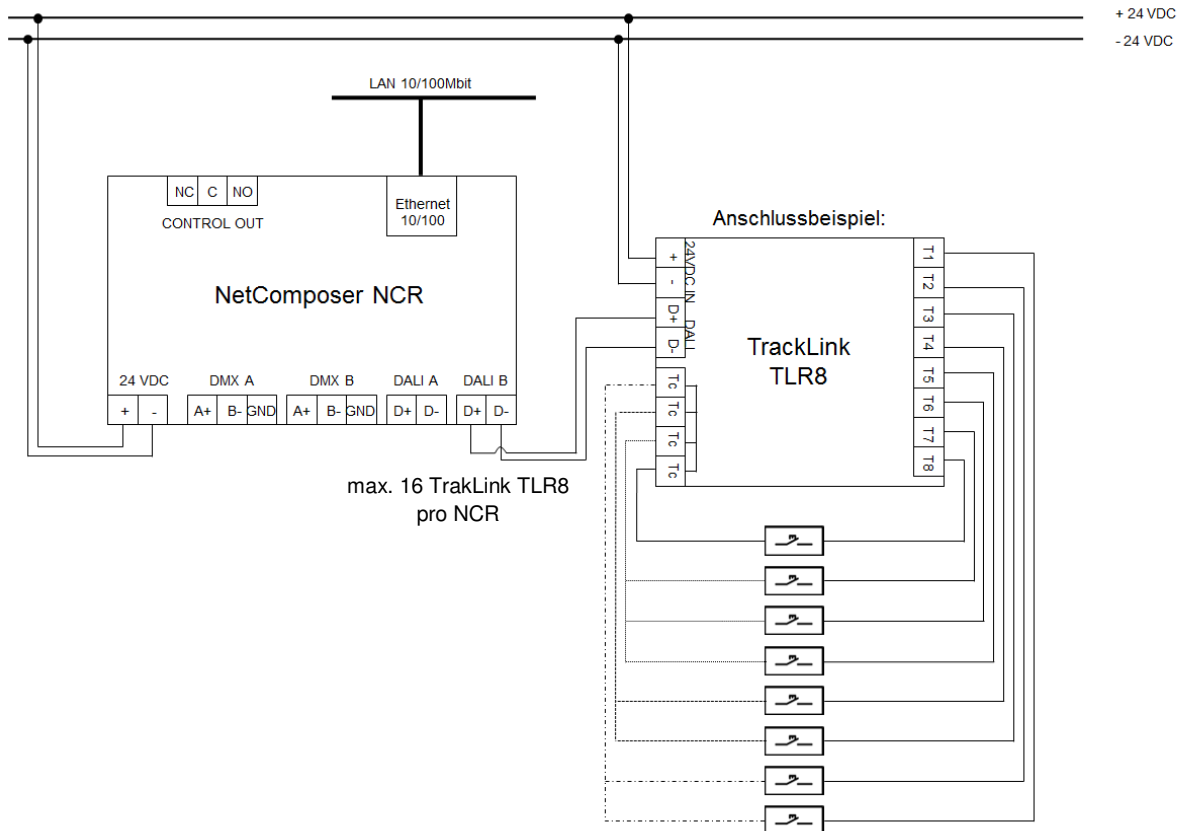 + 24 VDC
- 24 VDC
LAN 10/100Mbit
NC C NO
CONTROL OUT
Ethernet
10/100
NetComposer NCR
24 VDC DMX A DMX B DALI A DALI B
+ - A+ B- GND A+ B- GND D+ D- D+ D-
max. 16 TrakLink TLR8
pro NCR
Anschlussbeispiel:
24VDC IN
+
-
DALI
D+
D-
Tc
Tc
Tc
Tc
TrackLink
TLR8
T1
T2
T3
T4
T5
T6
T7
T8